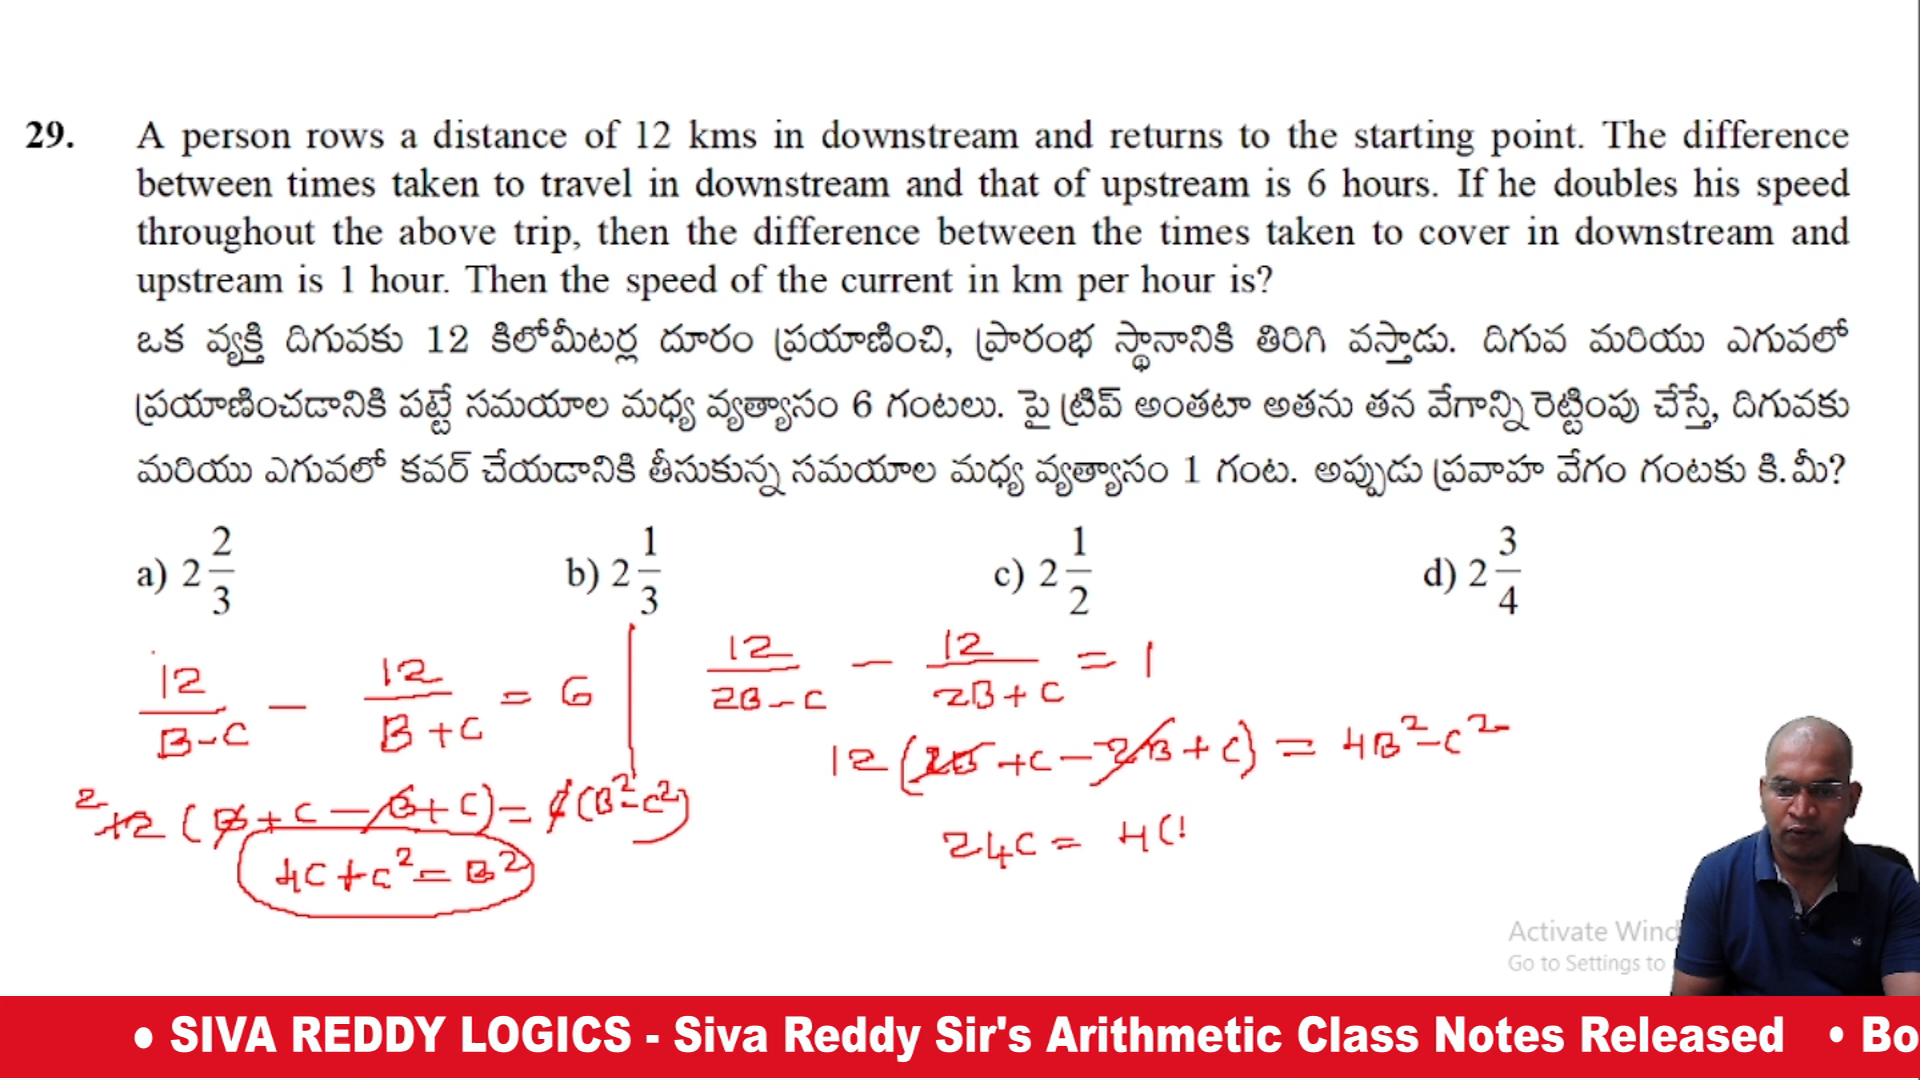 29. A person rows a distance of 12 kms in downstream and returns to the starting point. The difference
between times taken to travel in downstream and that of upstream is 6 hours. If he doubles his speed
throughout the above trip, then the difference between the times taken to cover in downstream and
upstream is 1 hour. Then the speed of the current in km per hour is?
ఒక వ్యక్తి దిగువకు 12 కిలోమీటర్ల దూరం ప్రయాణించి, ప్రారంభ స్థానానికి తిరిగి వస్తాడు. దిగువ మరియు ఎగువలో
ప్రయాణించడానికి పట్టే సమయాల మధ్య వ్యత్యాసం 6 గంటలు. పై ట్రిప్ అంతటా అతను తన వేగాన్ని రెట్టింపు చేస్తే, దిగువకు
మరియు ఎగువలో కవర్ చేయడానికి తీసుకున్న సమయాల మధ్య వ్యత్యాసం 1 గంట. అప్పుడు ప్రవాహ వేగం గంటకు కి.మీ?
a) 2 2/3 b) 2 1/3 c) 2 1/2 d) 2 3/4
12/(B-C) - 12/(B+C) = 6
2 12 (B+C-B+C) = 6(B²-C²)
4C+C²=B²
12/(2B-C) - 12/(2B+C) = 1
12(2B+C-2B+C) = 4B²-C²
24C = 4(
Activate Wind
Go to Settings to
• SIVA REDDY LOGICS - Siva Reddy Sir's Arithmetic Class Notes Released • Bo